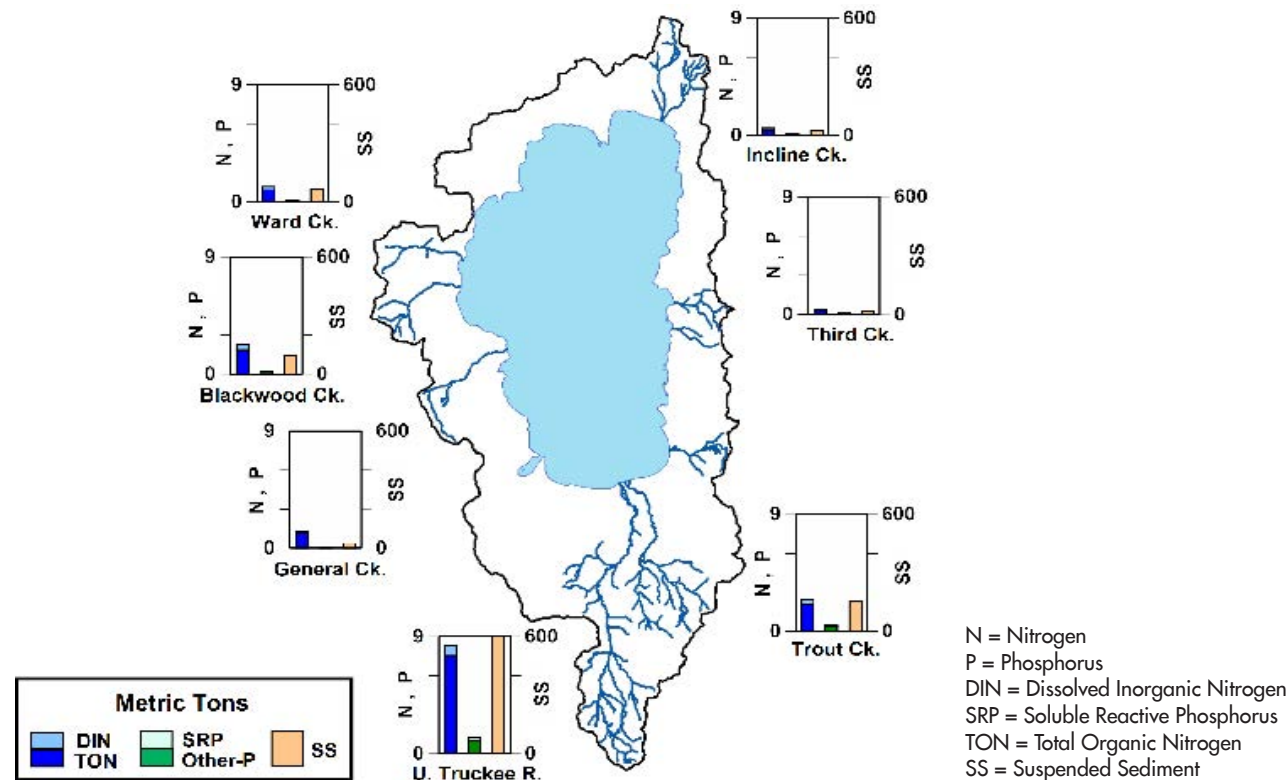 9 600
N , P SS
0 0
Incline Ck.
9 600
N , P SS
0 0
Ward Ck.
9 600
N , P SS
0 0
Third Ck.
9 600
N , P SS
0 0
Blackwood Ck.
9 600
N , P SS
0 0
General Ck.
9 600
N , P SS
0 0
Trout Ck.
9 600
N , P SS
0 0
U. Truckee R.
Metric Tons
DIN SRP SS
TON Other-P
N = Nitrogen
P = Phosphorus
DIN = Dissolved Inorganic Nitrogen
SRP = Soluble Reactive Phosphorus
TON = Total Organic Nitrogen
SS = Suspended Sediment